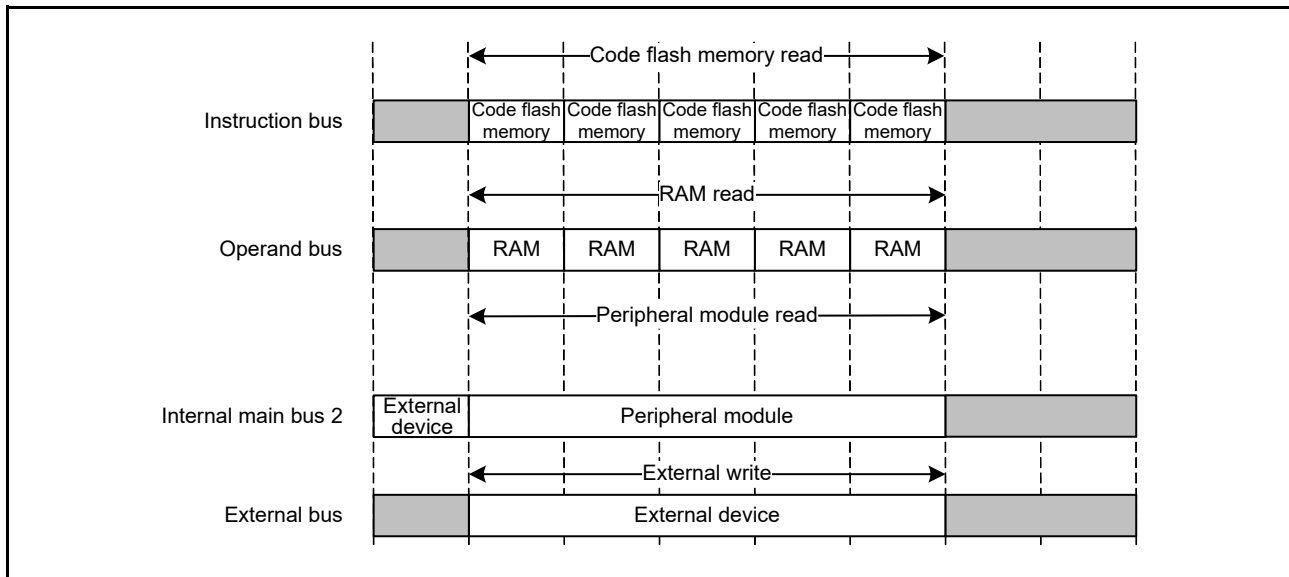 Code flash memory read
Instruction bus
Code flash Code flash Code flash Code flash Code flash
memory memory memory memory memory
RAM read
Operand bus
RAM RAM RAM RAM RAM
Peripheral module read
Internal main bus 2
External
device
Peripheral module
External write
External bus
External device